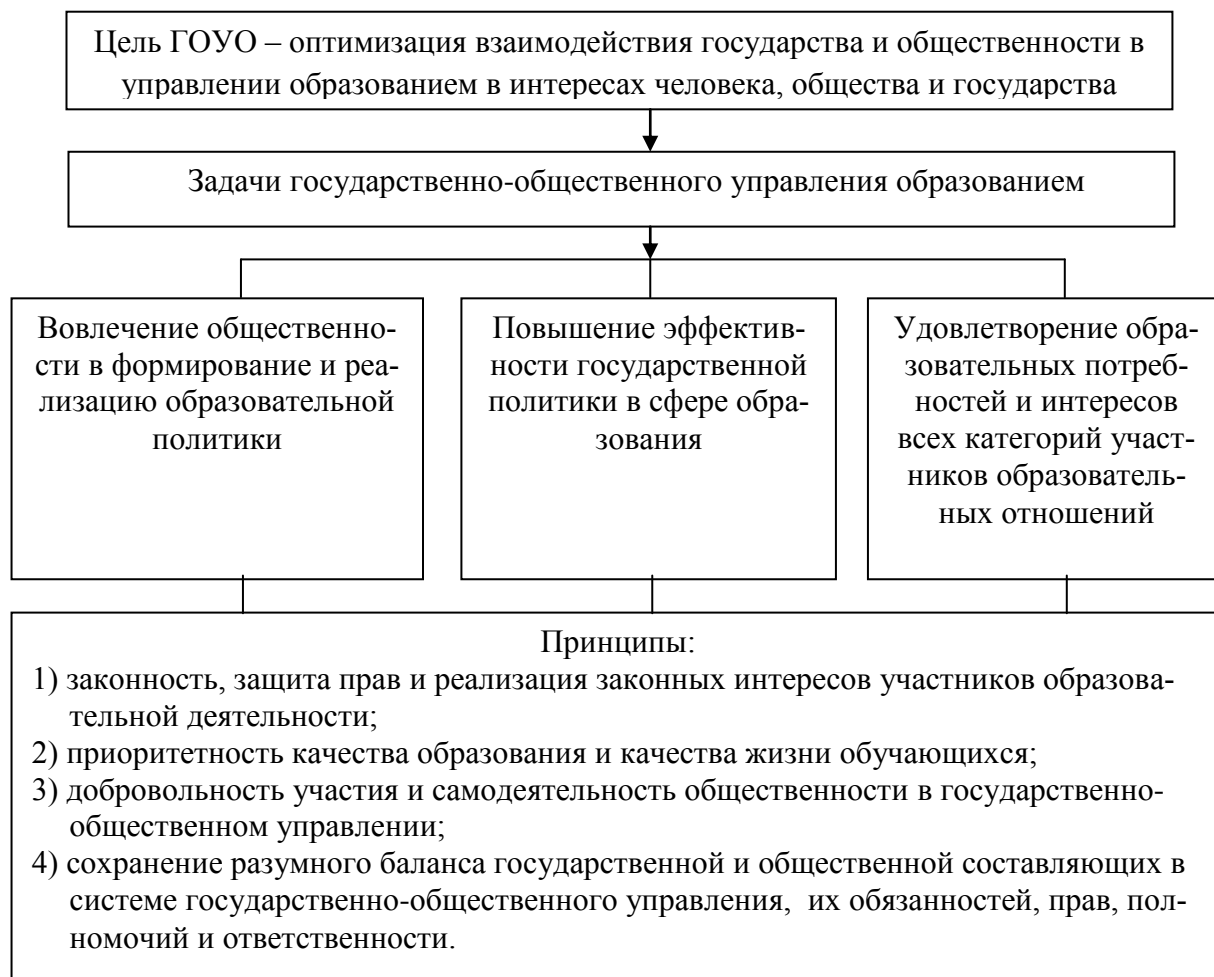 Цель ГОУО – оптимизация взаимодействия государства и общественности в
управлении образованием в интересах человека, общества и государства
Задачи государственно-общественного управления образованием
Вовлечение общественно-
сти в формирование и реа-
лизацию образовательной
политики
Повышение эффектив-
ности государственной
политики в сфере обра-
зования
Удовлетворение обра-
зовательных потреб-
ностей и интересов
всех категорий участ-
ников образователь-
ных отношений
Принципы:
1) законность, защита прав и реализация законных интересов участников образова-
тельной деятельности;
2) приоритетность качества образования и качества жизни обучающихся;
3) добровольность участия и самодеятельность общественности в государственно-
общественном управлении;
4) сохранение разумного баланса государственной и общественной составляющих в
системе государственно-общественного управления, их обязанностей, прав, пол-
номочий и ответственности.